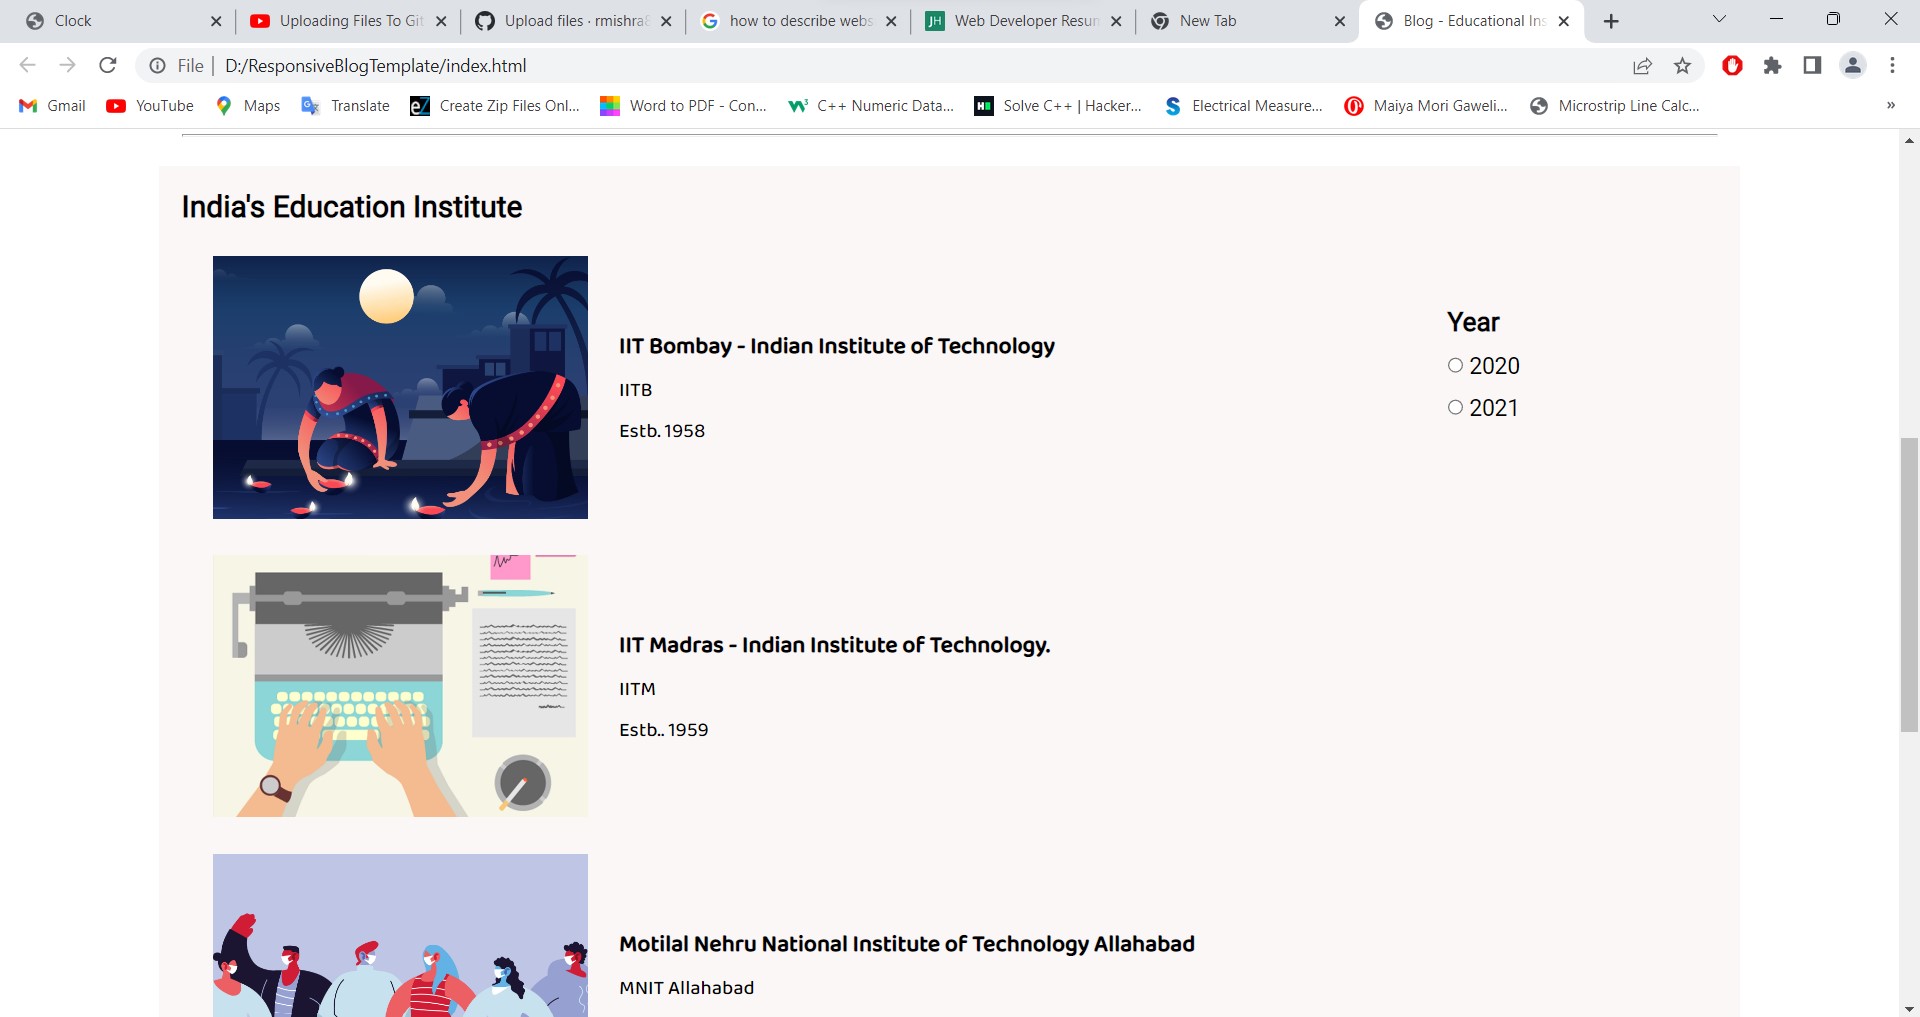 Clock
Uploading Files To Git
Upload files · rmishra8
how to describe webs
Web Developer Resum
New Tab
Blog - Educational Ins
File
D:/ResponsiveBlogTemplate/index.html
Gmail
YouTube
Maps
Translate
Create Zip Files Onl...
Word to PDF - Con...
C++ Numeric Data...
Solve C++ | Hacker...
Electrical Measure...
Maiya Mori Gaweli...
Microstrip Line Calc...
»
India's Education Institute
IIT Bombay - Indian Institute of Technology
IITB
Estb. 1958
Year
2020
2021
IIT Madras - Indian Institute of Technology.
IITM
Estb.. 1959
Motilal Nehru National Institute of Technology Allahabad
MNIT Allahabad